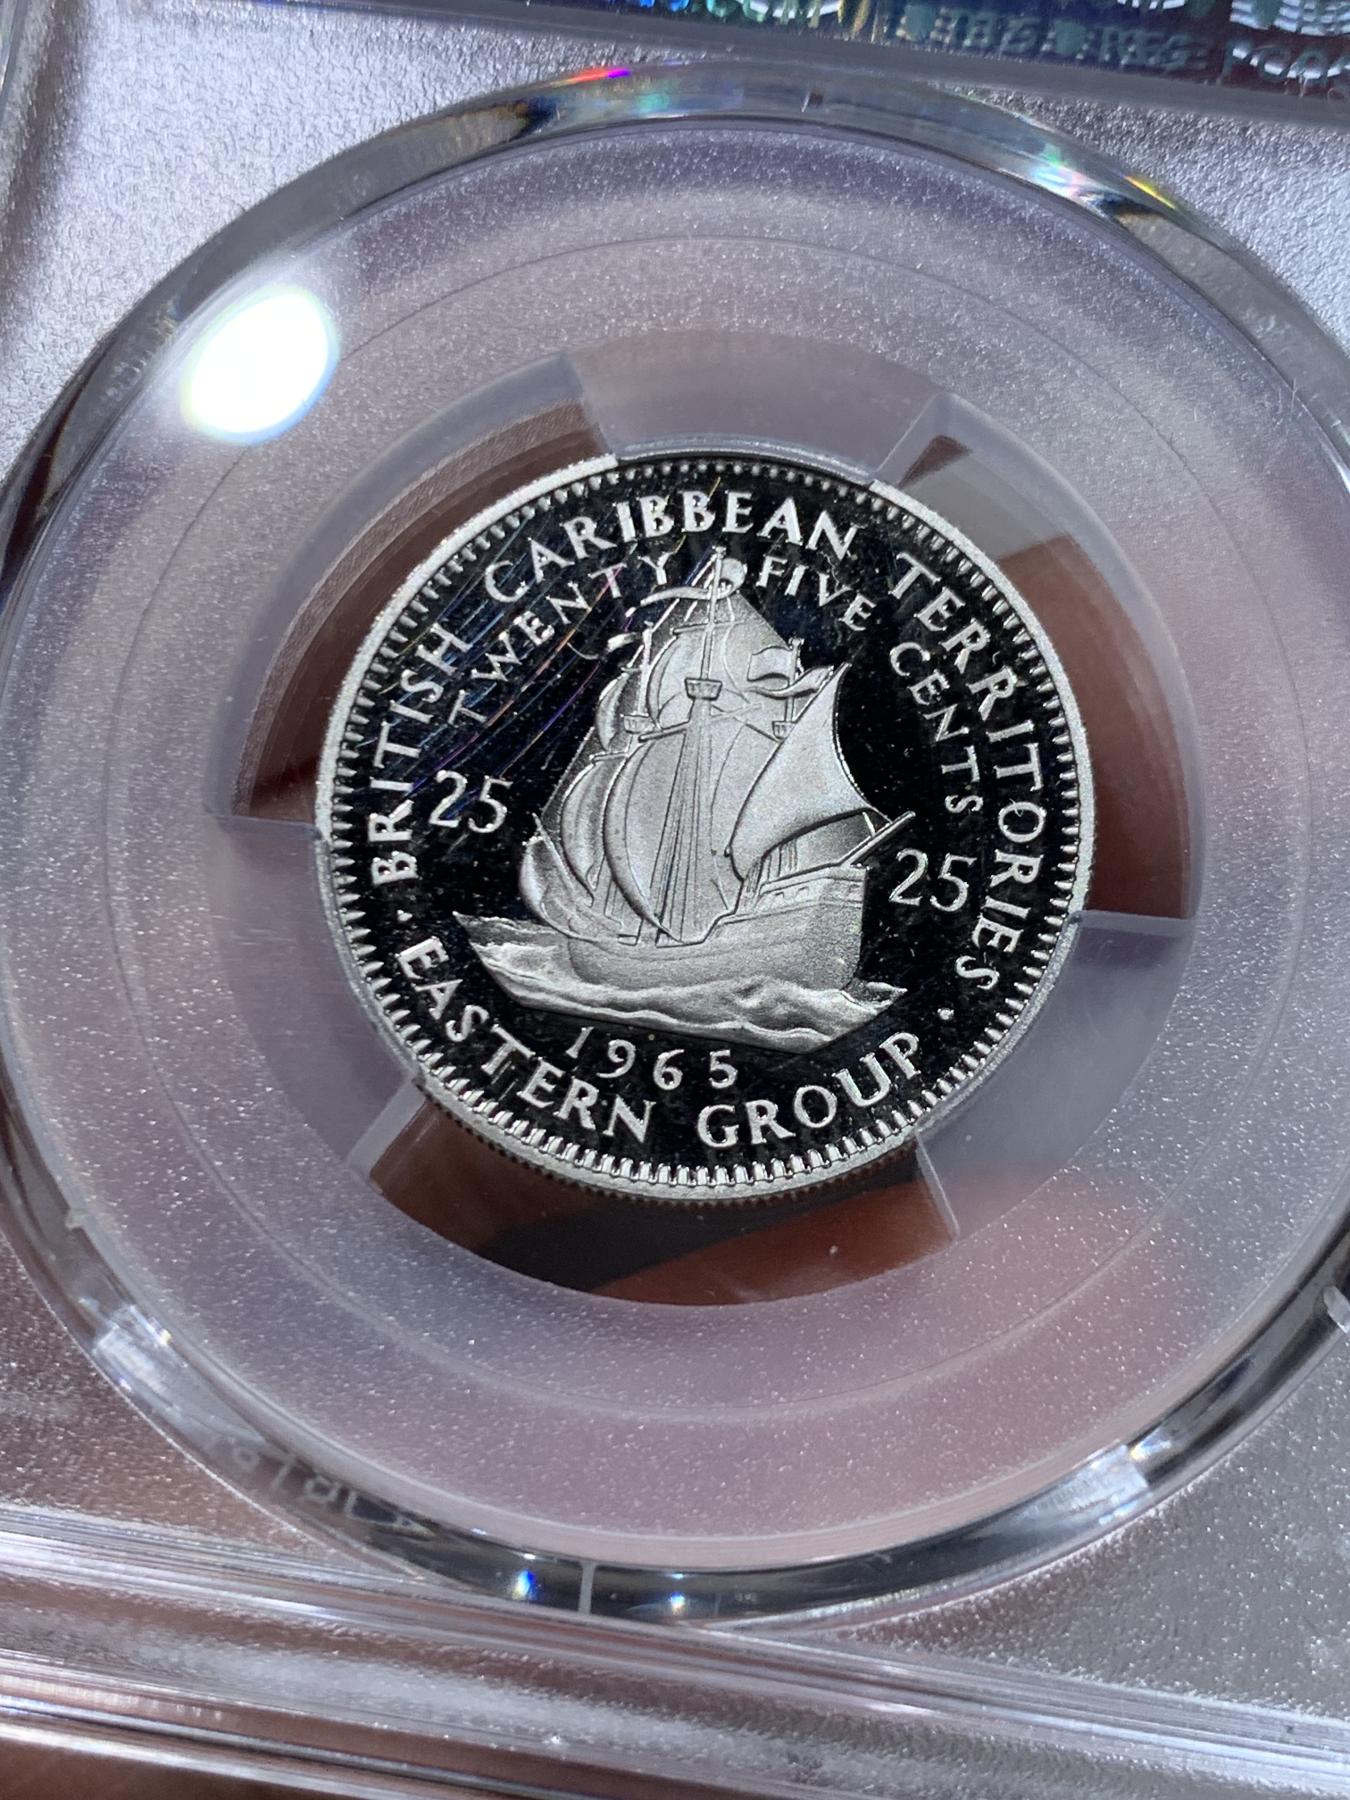 BRITISH CARIBBEAN TERRITORIES
TWENTY FIVE CENTS
25
25
1965
EASTERN GROUP